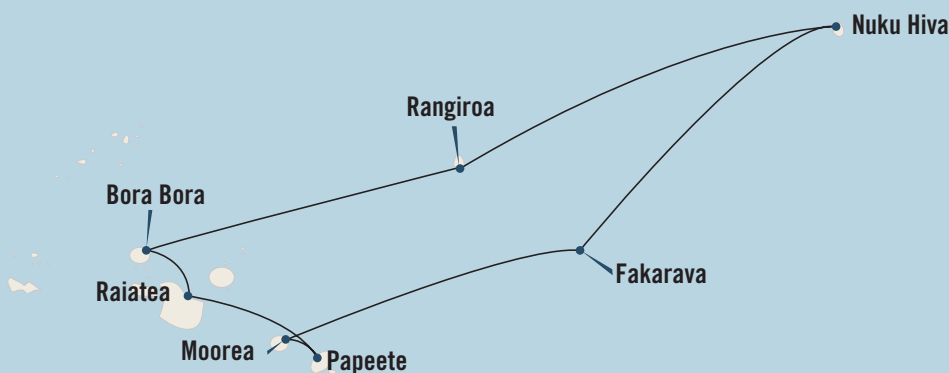 Nuku Hiva
Rangiroa
Bora Bora
Fakarava
Raiatea
Moorea
Papeete